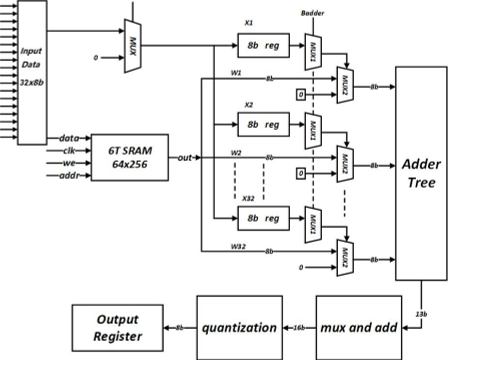 Input
Data
32x8b
MUX
0
data
clk
we
addr
6T SRAM
64x256
out
X1
8b reg
Badder
MUX1
W1
8b
0
MUX2
8b
X2
8b reg
MUX1
W2
8b
0
MUX2
8b
X32
8b reg
MUX1
W32
8b
0
MUX2
8b
Adder
Tree
13b
mux and add
16b
quantization
8b
Output
Register